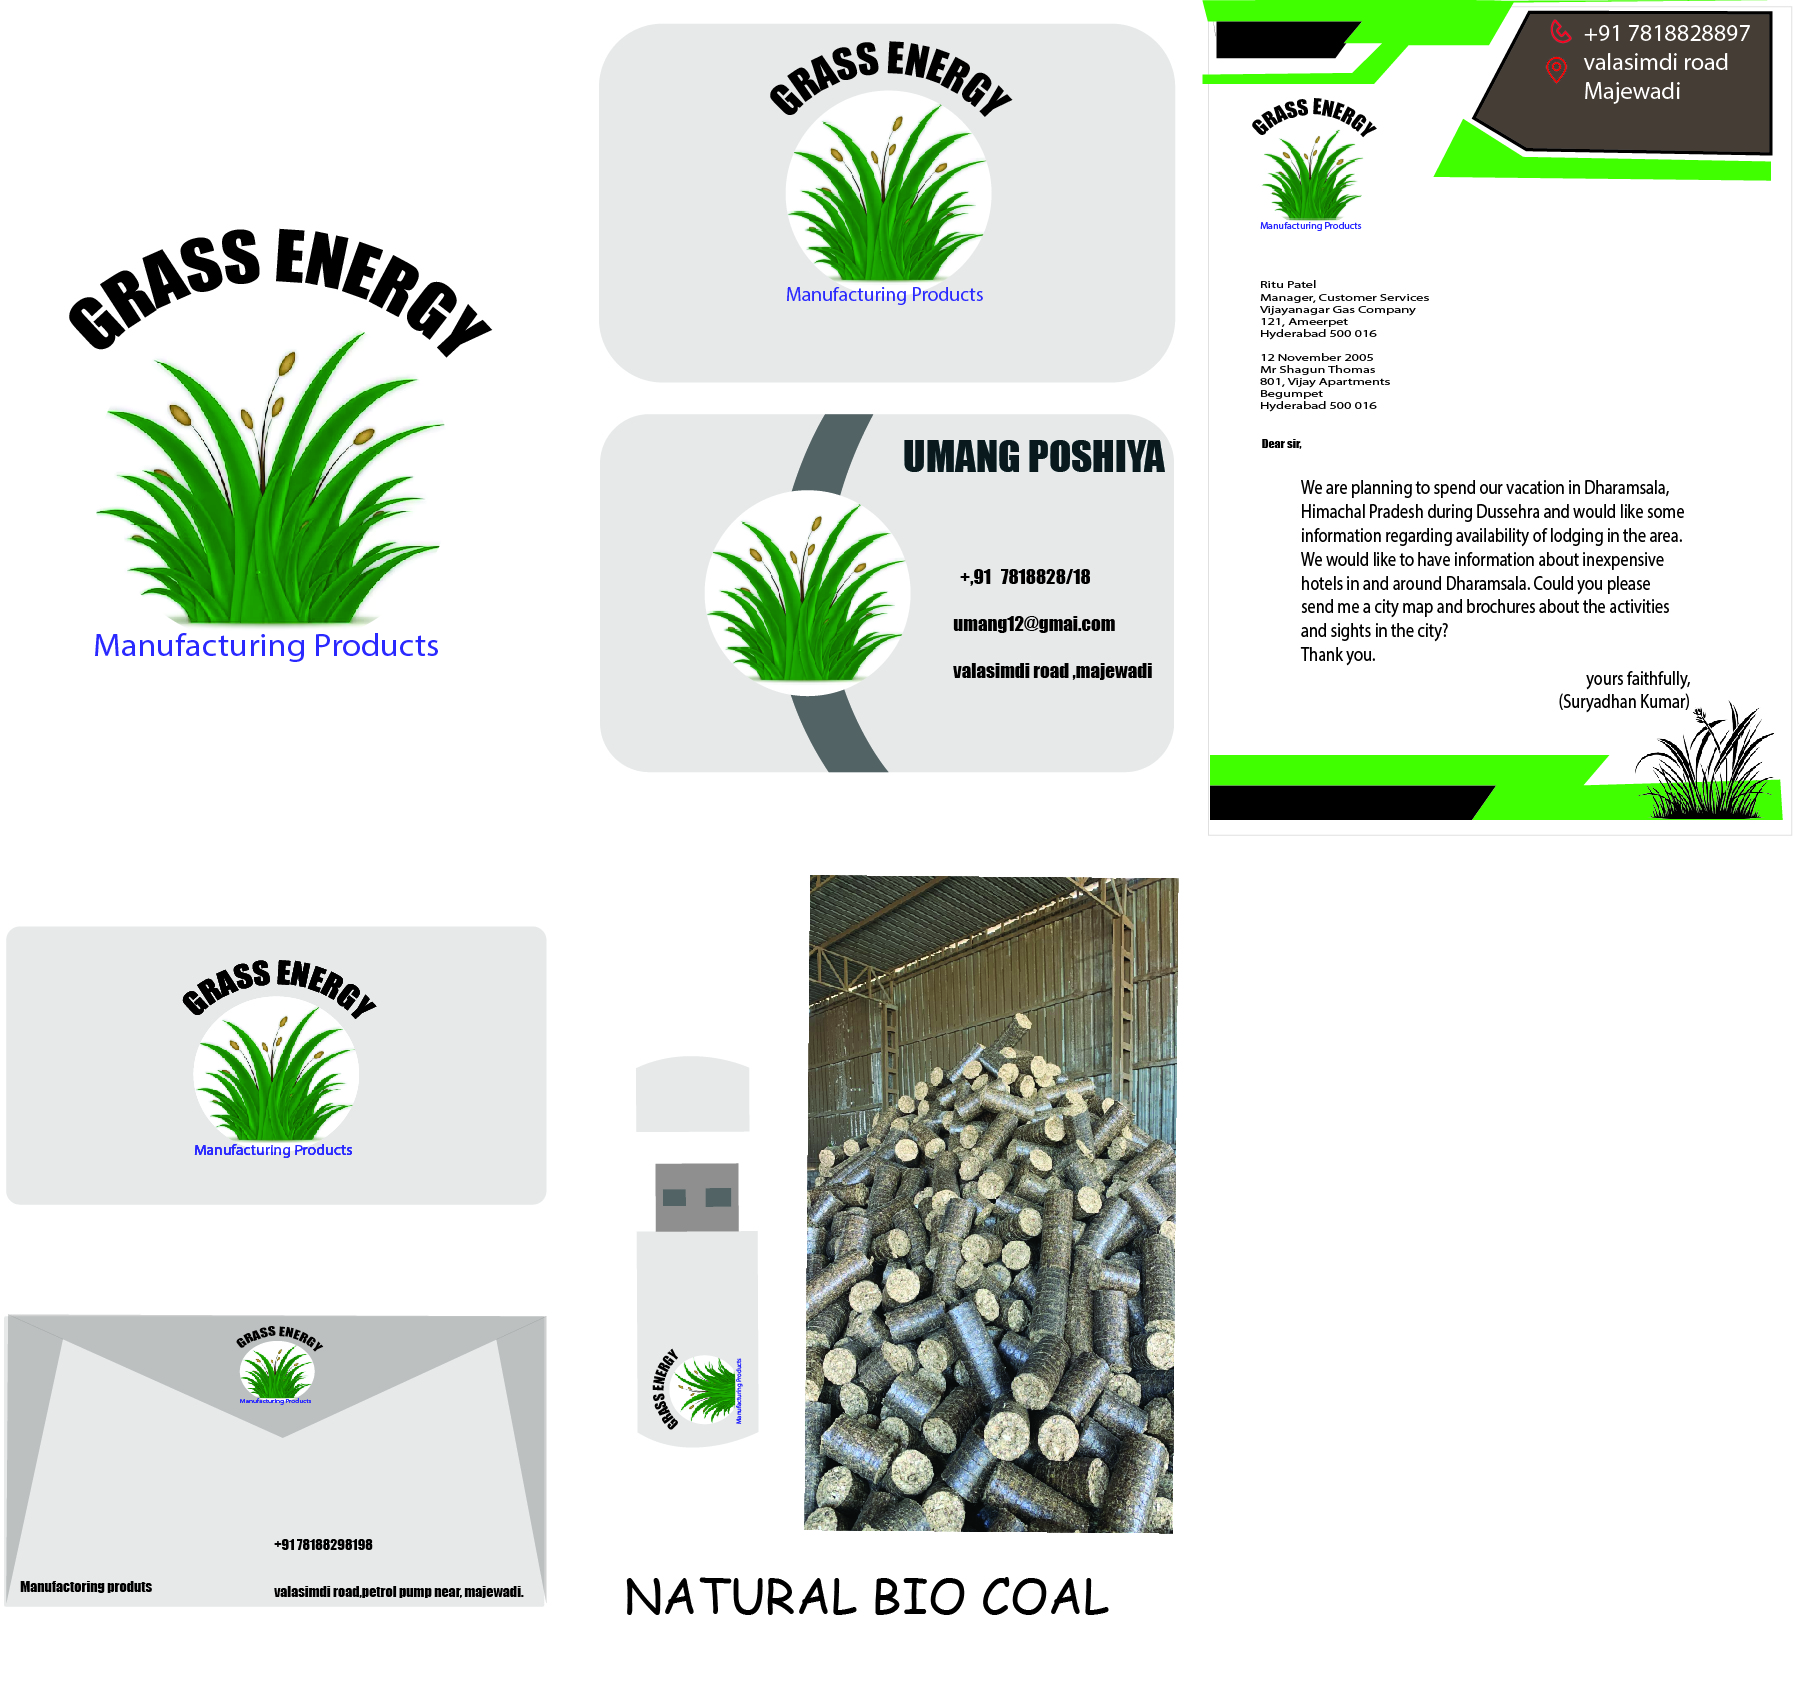 GRASS ENERGY
Manufacturing Products
GRASS ENERGY
Manufacturing Products
UMANG POSHIYA
+,91 7818828/18
umang12@gmai.com
valasimdi road ,majewadi
+91 7818828897
valasimdi road
Majewadi
GRASS ENERGY
Manufacturing Products
Ritu Patel
Manager, Customer Services
Vijayanagar Gas Company
121, Ameerpet
Hyderabad 500 016
12 November 2005
Mr Shagun Thomas
801, Vijay Apartments
Begumpet
Hyderabad 500 016
Dear sir,
We are planning to spend our vacation in Dharamsala,
Himachal Pradesh during Dussehra and would like some
information regarding availability of lodging in the area.
We would like to have information about inexpensive
hotels in and around Dharamsala. Could you please
send me a city map and brochures about the activities
and sights in the city?
Thank you.
yours faithfully,
(Suryadhan Kumar)
GRASS ENERGY
Manufacturing Products
GRASS ENERGY
Manufacturing Products
+91 78188298198
Manufactoring produts
valasimdi road,petrol pump near, majewadi.
GRASS ENERGY
Manufacturing Products
NATURAL BIO COAL